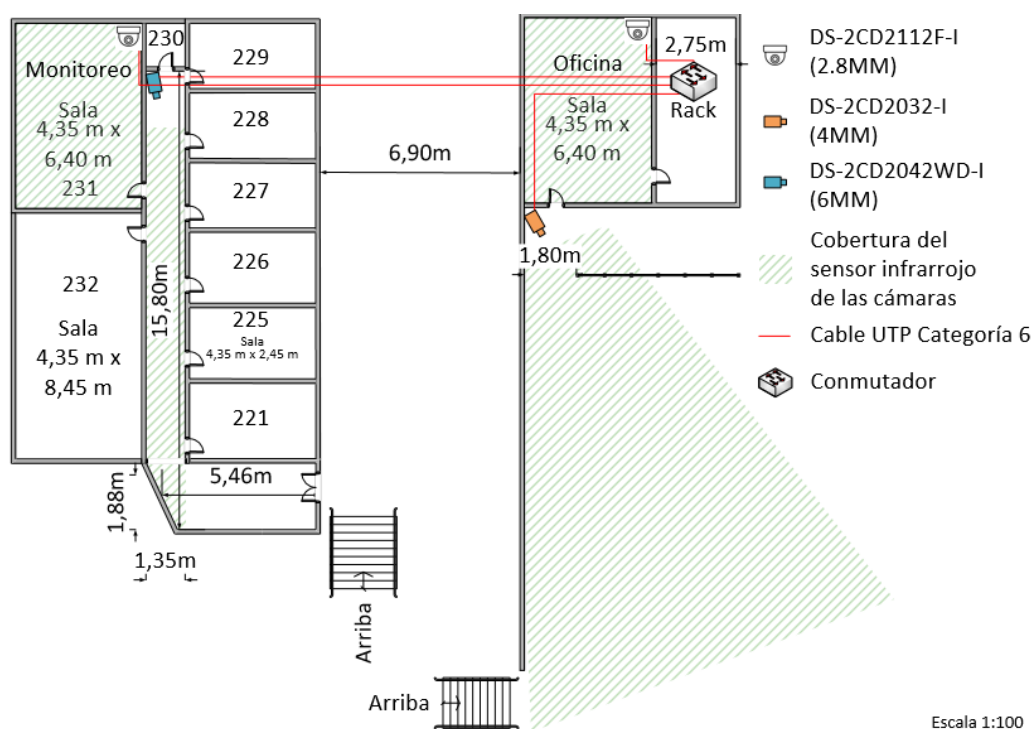 230
229
Monitoreo
Sala
4,35 m x
6,40 m
231
228
227
226
225
Sala
4,35 m x 2,45 m
221
232
Sala
4,35 m x
8,45 m
15,80m
5,46m
1,88m
1,35m
Arriba
Arriba
6,90m
Oficina
Sala
4,35 m x
6,40 m
2,75m
Rack
1,80m
DS-2CD2112F-I
(2.8MM)
DS-2CD2032-I
(4MM)
DS-2CD2042WD-I
(6MM)
Cobertura del
sensor infrarrojo
de las cámaras
Cable UTP Categoría 6
Conmutador
Escala 1:100